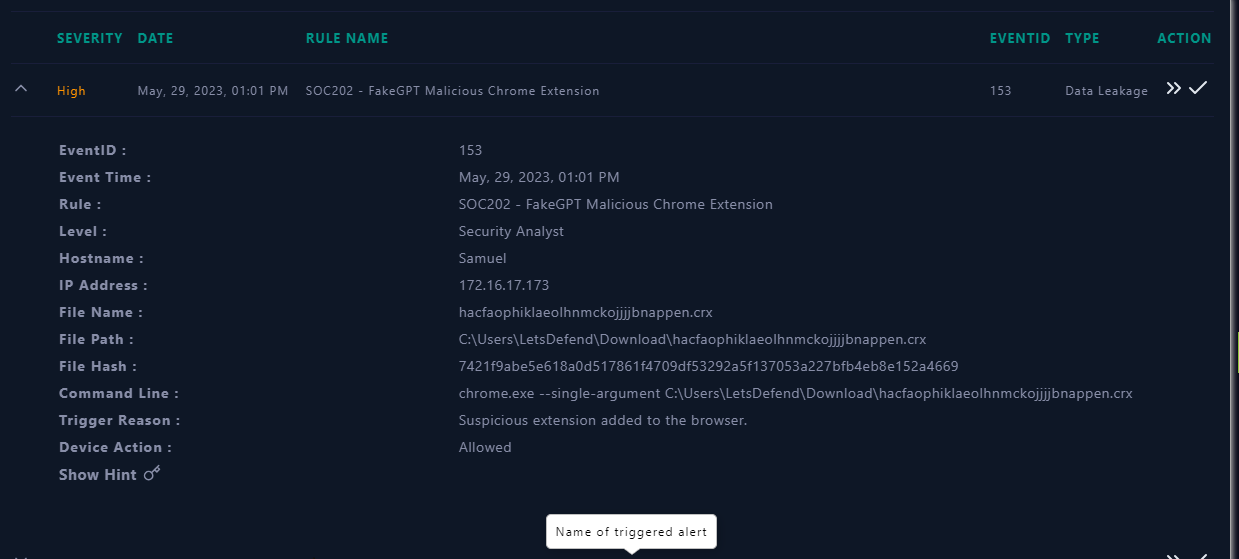 SEVERITY DATE RULE NAME EVENTID TYPE ACTION
High May, 29, 2023, 01:01 PM SOC202 - FakeGPT Malicious Chrome Extension 153 Data Leakage
EventID : 153
Event Time : May, 29, 2023, 01:01 PM
Rule : SOC202 - FakeGPT Malicious Chrome Extension
Level : Security Analyst
Hostname : Samuel
IP Address : 172.16.17.173
File Name : hacfaophiklaeolhnmckojjjjbnappen.crx
File Path : C:\Users\LetsDefend\Download\hacfaophiklaeolhnmckojjjjbnappen.crx
File Hash : 7421f9abe5e618a0d517861f4709df53292a5f137053a227bfb4eb8e152a4669
Command Line : chrome.exe --single-argument C:\Users\LetsDefend\Download\hacfaophiklaeolhnmckojjjjbnappen.crx
Trigger Reason : Suspicious extension added to the browser.
Device Action : Allowed
Show Hint
Name of triggered alert